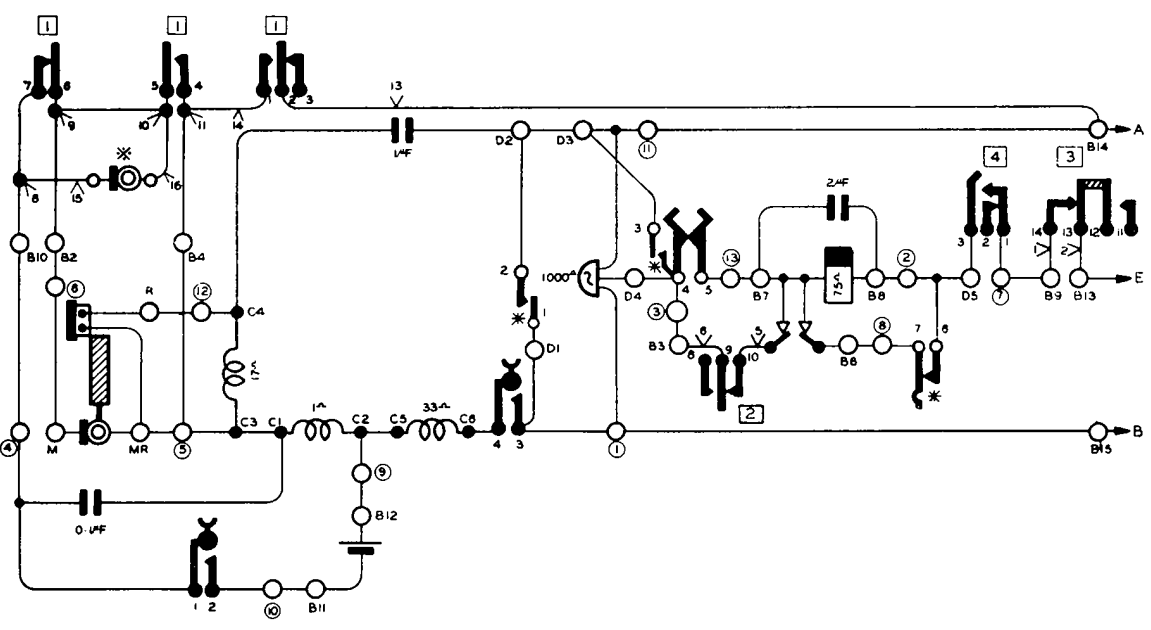 1 1 1
7 6 5 4 1 2 3
13
9 10 11 14
1µF
D2 D3 11 B14 A
※
8 15 16
4 3
2µF
3 2 1 14 13 12 11
1 2
B10 B2 B4
3
※
2 1000Ω D4 4 5 13 B7 75Ω B8 2 D5 7 B9 B13 E
6 R 12 C4
3
※ 1
D1
B3 6 5 8 7 6
8 9 10 B6
※
2
17Ω
1Ω 33Ω
4 M MR 5 C3 C1 C2 C5 C6 4 3 1 B15 B
9
B12
0·1µF
1 2 10 B11